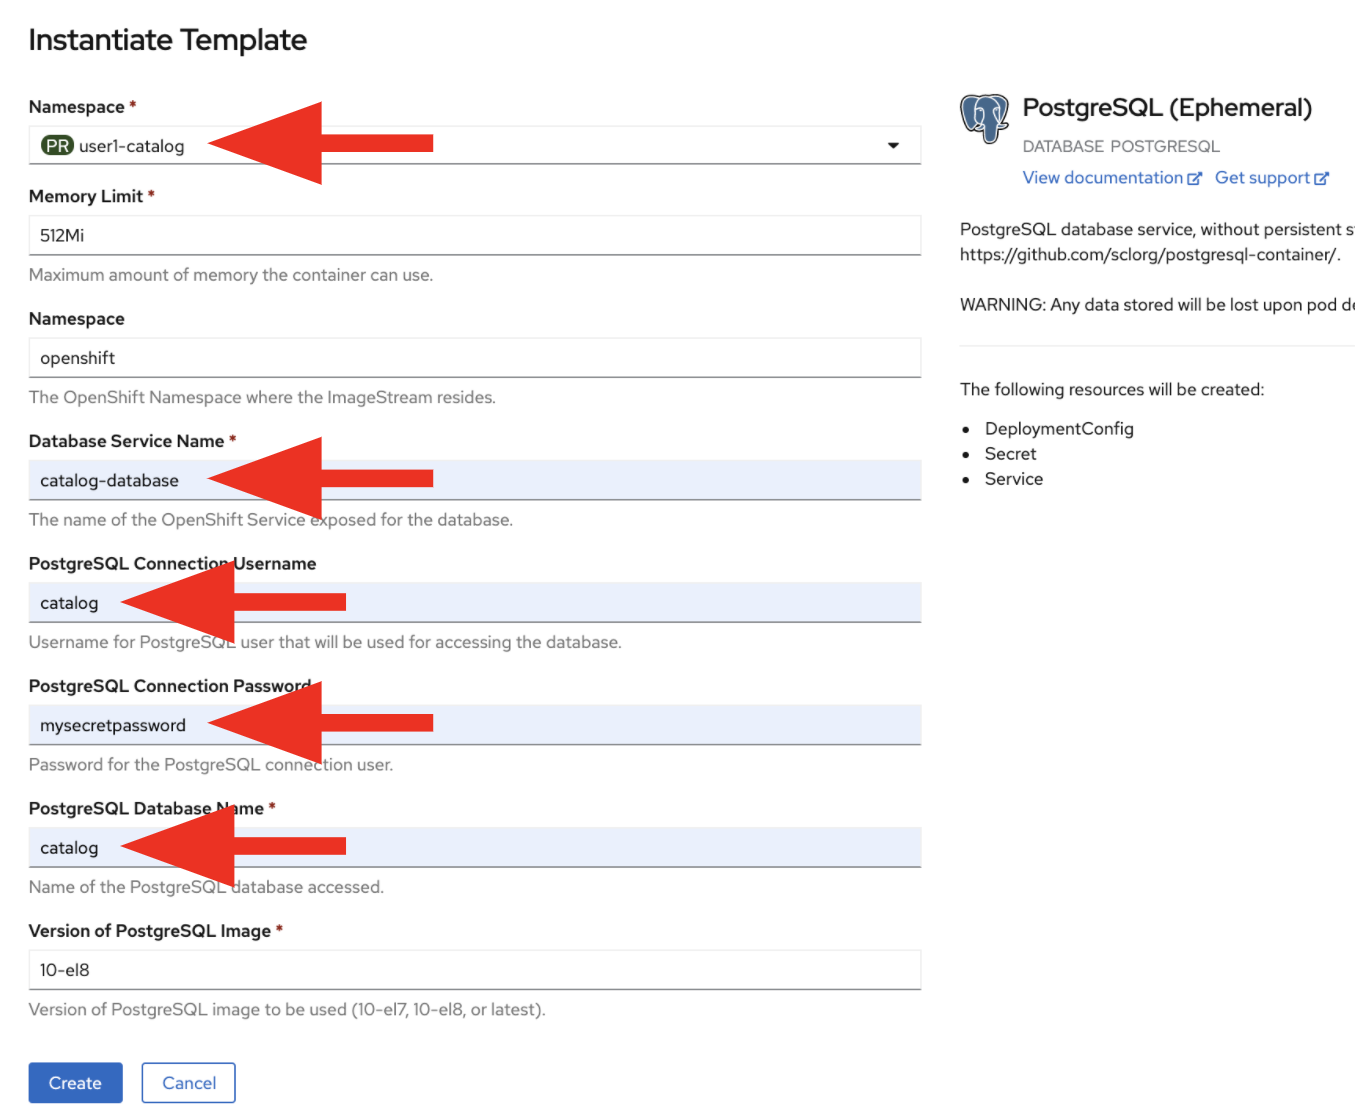 Instantiate Template
Namespace *
PR user1-catalog
Memory Limit *
512Mi
Maximum amount of memory the container can use.
Namespace
openshift
The OpenShift Namespace where the ImageStream resides.
Database Service Name *
catalog-database
The name of the OpenShift Service exposed for the database.
PostgreSQL Connection Username
catalog
Username for PostgreSQL user that will be used for accessing the database.
PostgreSQL Connection Password
mysecretpassword
Password for the PostgreSQL connection user.
PostgreSQL Database Name *
catalog
Name of the PostgreSQL database accessed.
Version of PostgreSQL Image *
10-el8
Version of PostgreSQL image to be used (10-el7, 10-el8, or latest).
Create Cancel
PostgreSQL (Ephemeral)
DATABASE POSTGRESQL
View documentation Get support
PostgreSQL database service, without persistent
https://github.com/sclorg/postgresql-container/.
WARNING: Any data stored will be lost upon pod
The following resources will be created:
• DeploymentConfig
• Secret
• Service